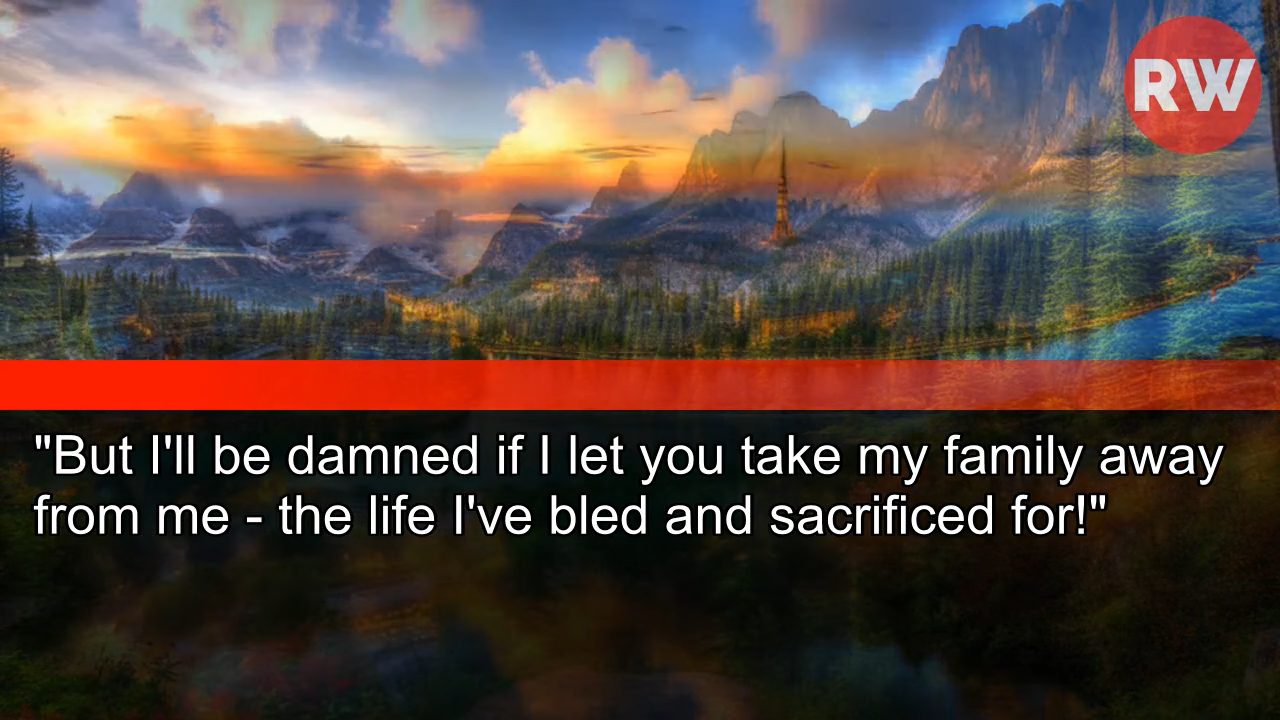 RW
"But I'll be damned if I let you take my family away
from me - the life I've bled and sacrificed for!"